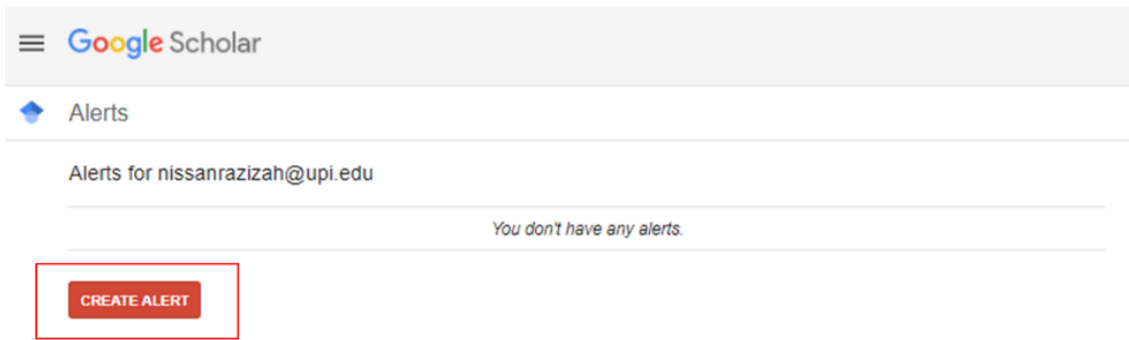 Google Scholar
Alerts
Alerts for nissanrazizah@upi.edu
You don't have any alerts.
CREATE ALERT